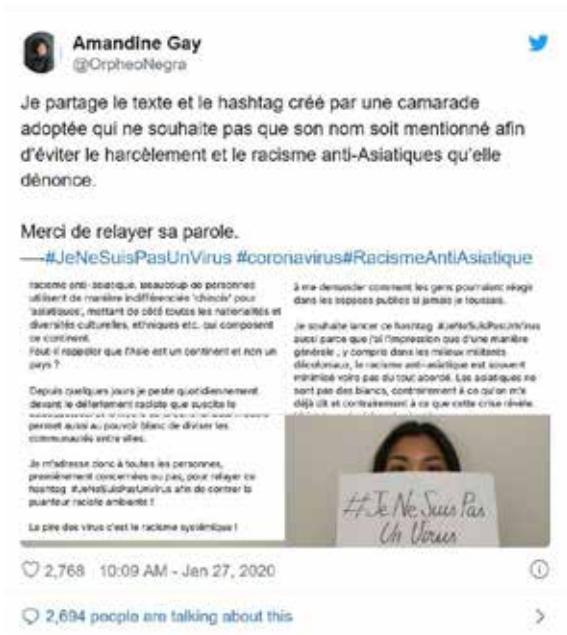 Amandine Gay
@OrpheoNegra
Je partage le texte et le hashtag créé par une camarade
adoptée qui ne souhaite pas que son nom soit mentionné afin
d'éviter le harcèlement et le racisme anti-Asiatiques qu'elle
dénonce.
Merci de relayer sa parole.
—#JeNeSuisPasUnVirus #coronavirus#RacismeAntiAsiatique
racisme anti-asiatique. Beaucoup de personnes
utilisent de manière indifférenciée 'chinois' pour
'asiatiques', mettant de côté toutes les nationalités et
diversités culturelles, ethniques etc. qui composent
ce continent.
Faut-il rappeler que l'Asie est un continent et non un
pays ?
Depuis quelques jours je peste quotidiennement
devant le déferlement raciste que suscite le
permet aussi au pouvoir blanc de diviser les
communautés entre elles.
Je m'adresse donc à toutes les personnes,
premièrement concernées ou pas, pour relayer ce
hashtag #JeNeSuisPasUnVirus afin de contrer la
puanteur raciste ambiante !
Le pire des virus c'est le racisme systémique !
à me demander comment les gens pourraient réagir
dans les espaces publics si jamais je toussais.
Je souhaite lancer ce hashtag #JeNeSuisPasUnVirus
aussi parce que j'ai l'impression que d'une manière
générale , y compris dans les milieux militants
décoloniaux, le racisme anti-asiatique est souvent
minimisé voire pas du tout abordé. Les asiatiques ne
sont pas des blancs, contrairement à ce qu'on m'a
déjà dit et contrairement à ce que cette crise révèle.
#Je Ne Suis Pas
Un Virus
2,768 10:09 AM - Jan 27, 2020
2,694 people are talking about this